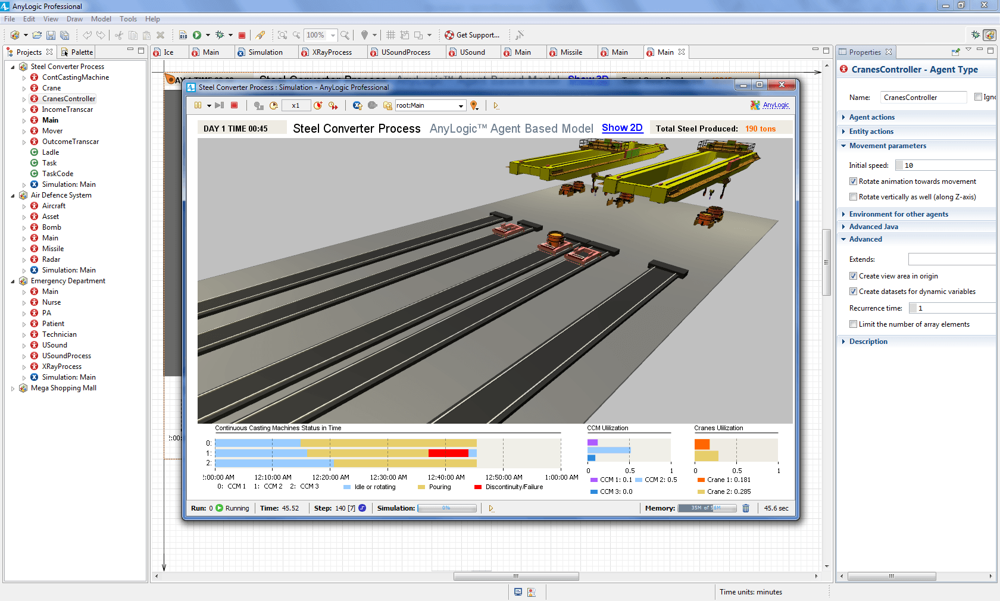 AnyLogic Professional
File Edit View Draw Model Tools Help
100%
Get Support...
Projects
Palette
Ice
Main
Simulation
XRayProcess
USoundProcess
USound
Main
Missile
Main
Main
Properties
Steel Converter Process
ContCastingMachine
Crane
CranesController
IncomeTranscar
Main
Mover
OutcomeTranscar
Ladle
Task
TaskCode
Simulation: Main
Air Defence System
Aircraft
Asset
Bomb
Main
Missile
Radar
Simulation: Main
Emergency Department
Main
Nurse
PA
Patient
Technician
USound
USoundProcess
XRayProcess
Simulation: Main
Mega Shopping Mall
Steel Converter Process : Simulation - AnyLogic Professional
x1
root:Main
AnyLogic
DAY 1 TIME 00:45
Steel Converter Process
AnyLogic™ Agent Based Model
Show 2D
Total Steel Produced: 190 tons
Continuous Casting Machines Status in Time
0:
1:
2:
2:00:00 AM 12:10:00 AM 12:20:00 AM 12:30:00 AM 12:40:00 AM 12:50:00 AM 1:00:00 AM
0: CCM 1 1: CCM 2 2: CCM 3
Idle or rotating
Pouring
Discontinuity/Failure
CCM Ulilization
0 0.5 1
CCM 1: 0.1
CCM 2: 0.5
CCM 3: 0.0
Cranes Ulilization
0 0.5 1
Crane 1: 0.181
Crane 2: 0.285
Run: 0 Running
Time: 45.52
Step: 140 [7]
Simulation: 0%
Memory: 35M of 56M
45.6 sec
CranesController - Agent Type
Name: CranesController
Igno
Agent actions
Entity actions
Movement parameters
Initial speed: 10
Rotate animation towards movement
Rotate vertically as well (along Z-axis)
Environment for other agents
Advanced Java
Advanced
Extends:
Create view area in origin
Create datasets for dynamic variables
Recurrence time: 1
Limit the number of array elements
Description
Time units: minutes